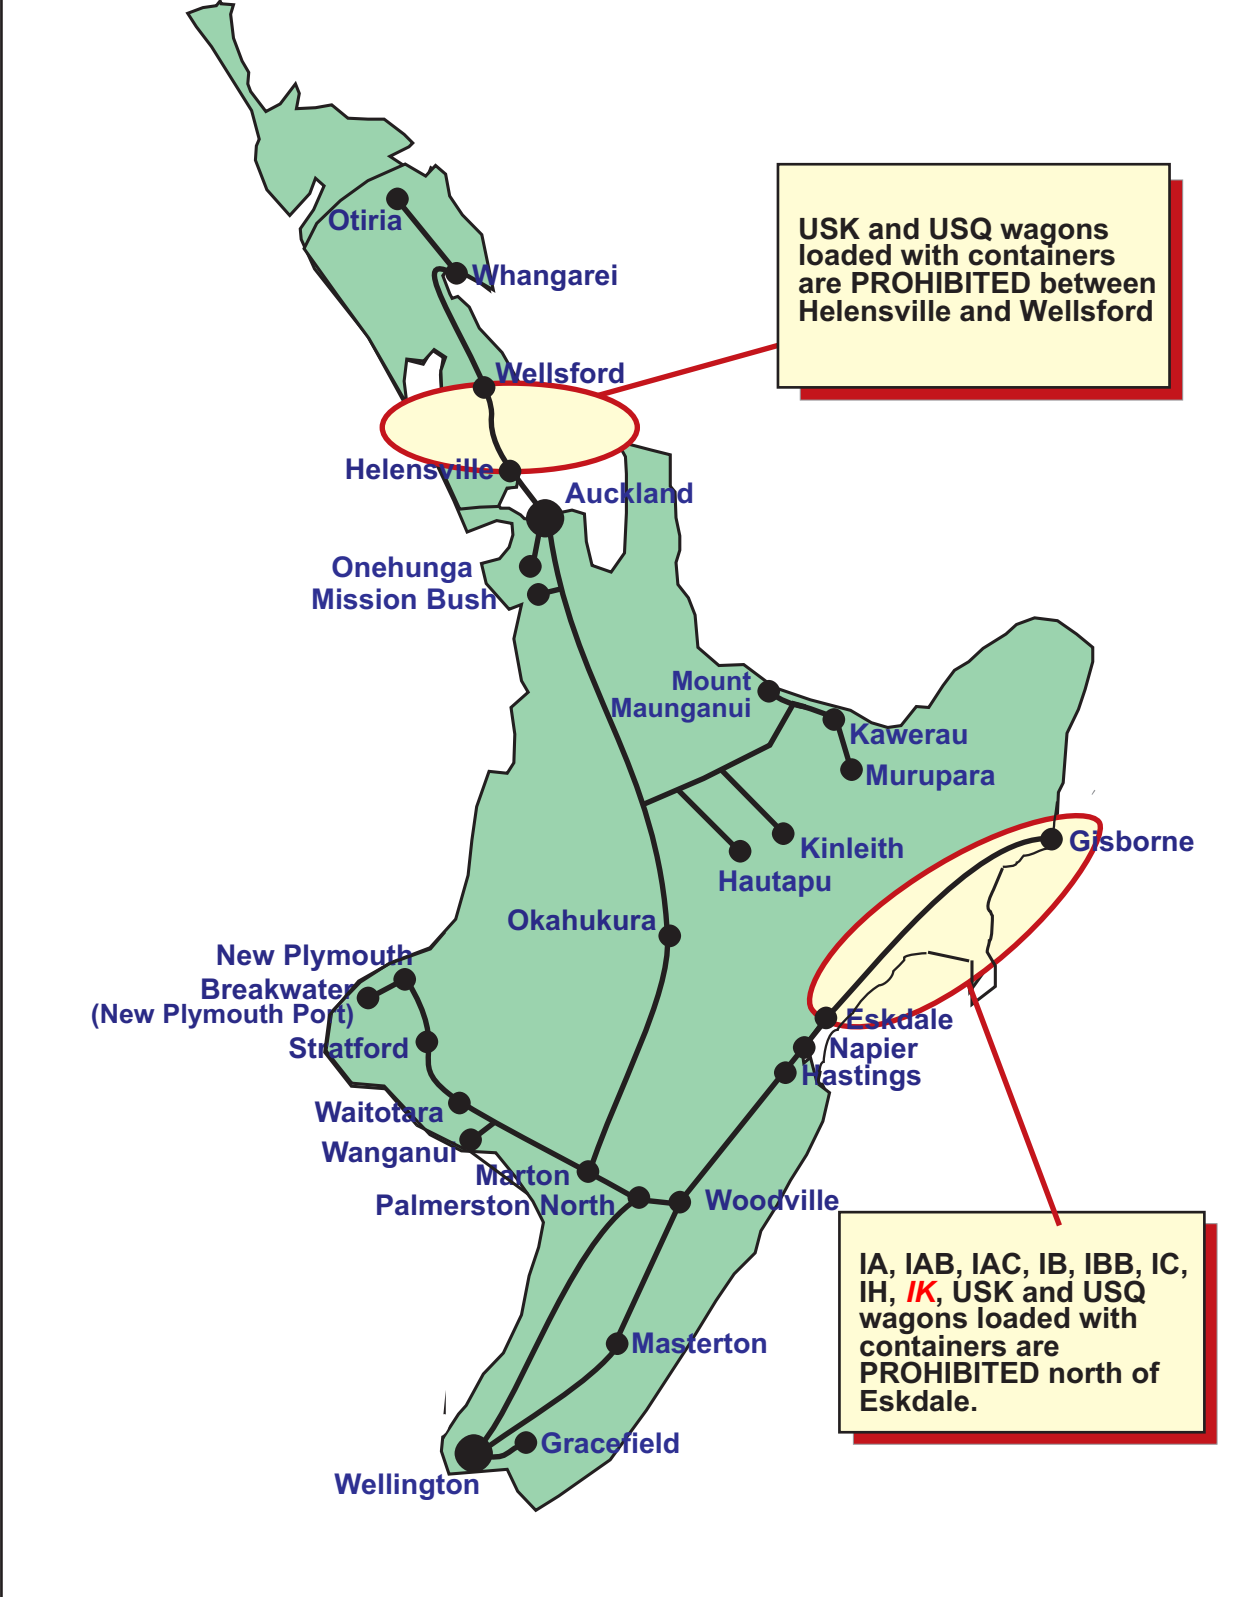 Otiria
Whangarei
USK and USQ wagons
loaded with containers
are PROHIBITED between
Helensville and Wellsford
Wellsford
Helensville
Auckland
Onehunga
Mission Bush
Mount
Maunganui
Kawerau
Murupara
Kinleith
Hautapu
Gisborne
Okahukura
New Plymouth
Breakwater
(New Plymouth Port)
Stratford
Eskdale
Napier
Hastings
Waitotara
Wanganui
Marton
Palmerston North
Woodville
IA, IAB, IAC, IB, IBB, IC,
IH, IK, USK and USQ
wagons loaded with
containers are
PROHIBITED north of
Eskdale.
Masterton
Gracefield
Wellington